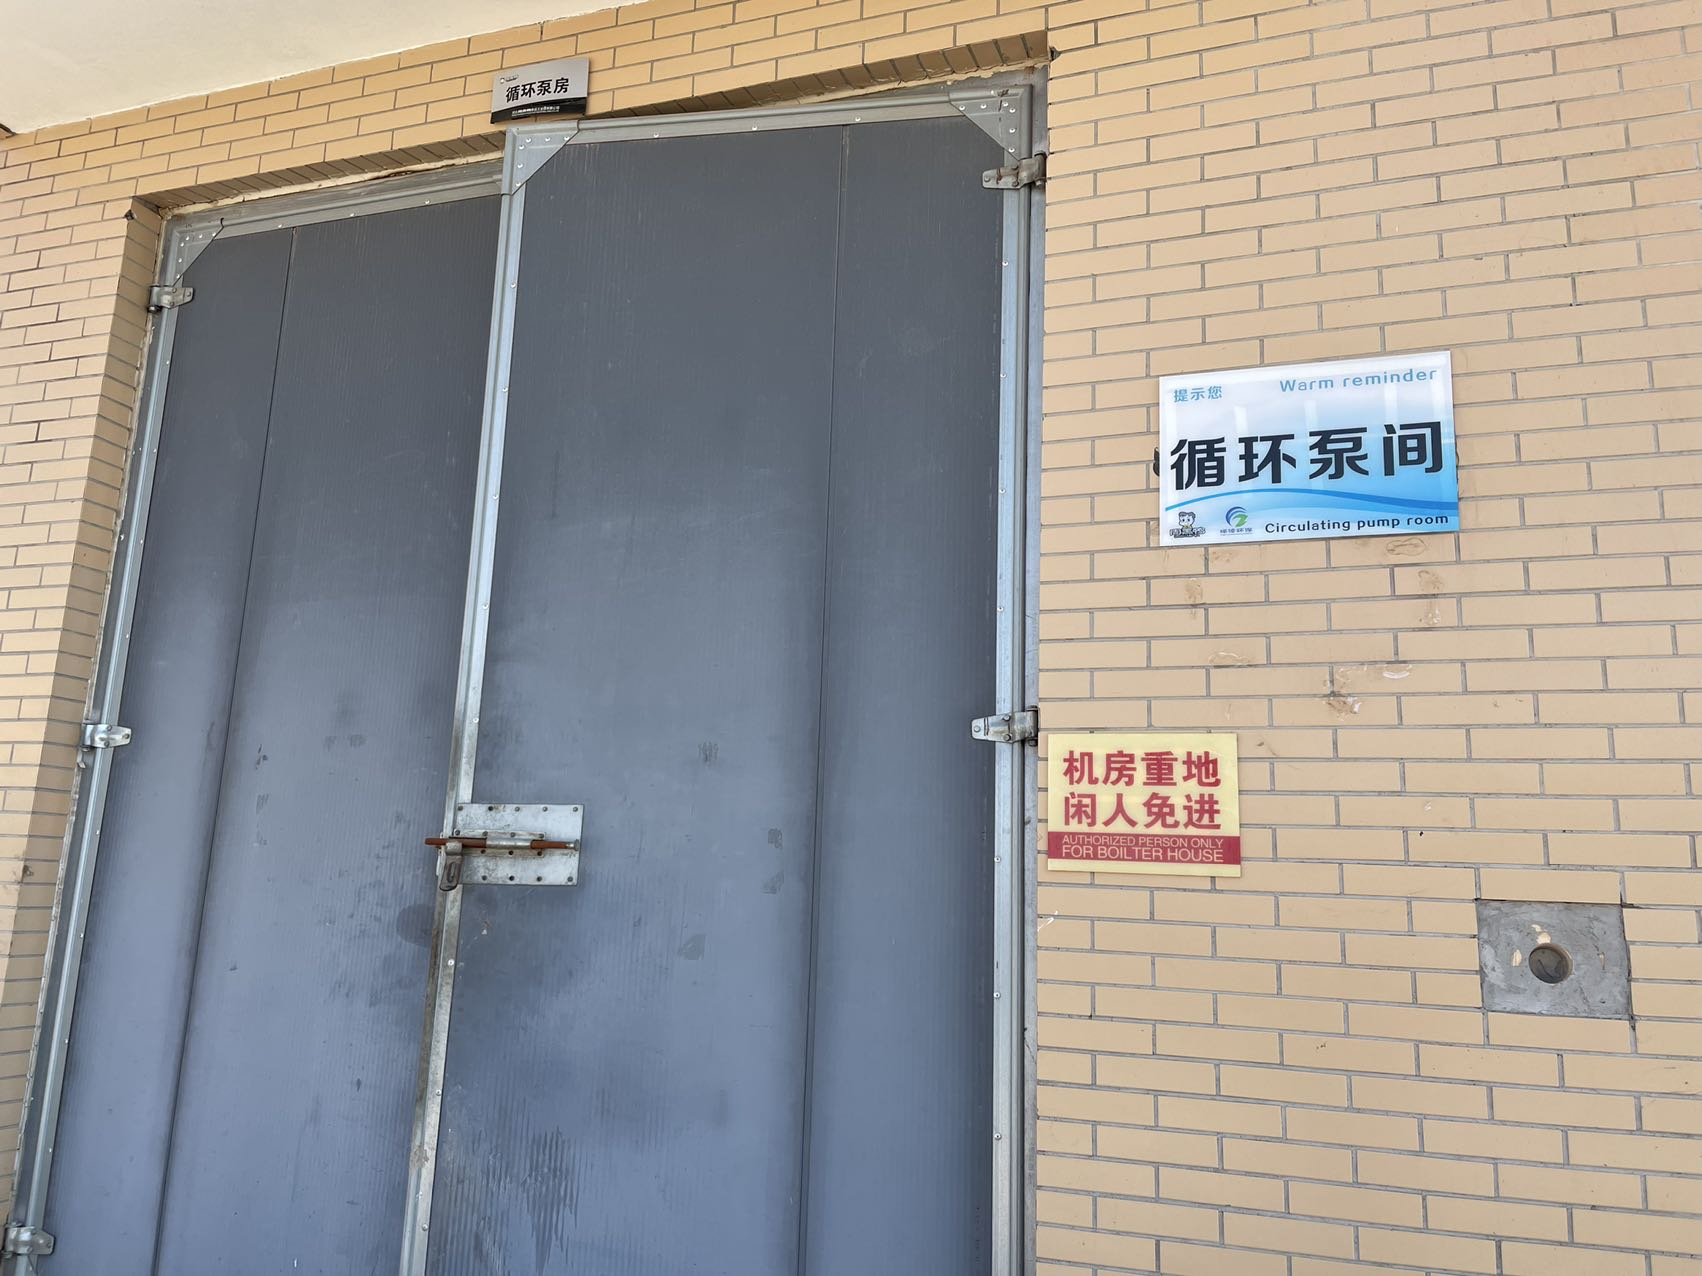 循环泵房
提示您
Warm reminder
循环泵间
Circulating pump room
机房重地
闲人免进
AUTHORIZED PERSON ONLY
FOR BOILTER HOUSE